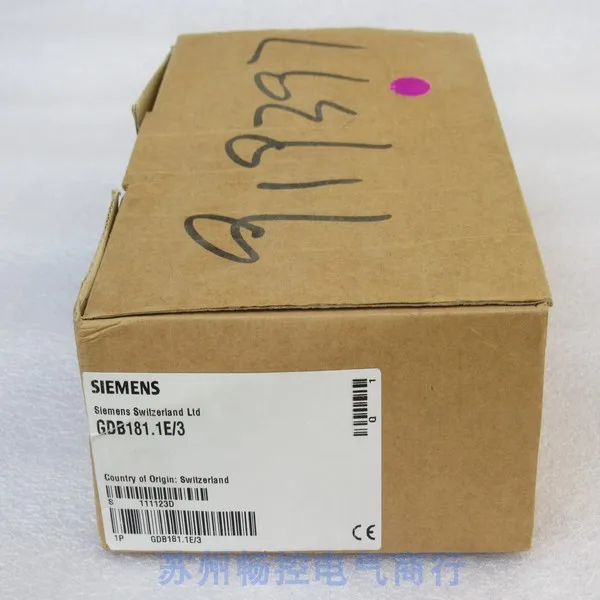 SIEMENS
Siemens Switzerland Ltd
GDB181.1E/3
Country of Origin: Switzerland
S 111123D
1P GDB181.1E/3
Q 1
CE
苏州畅控电气商行